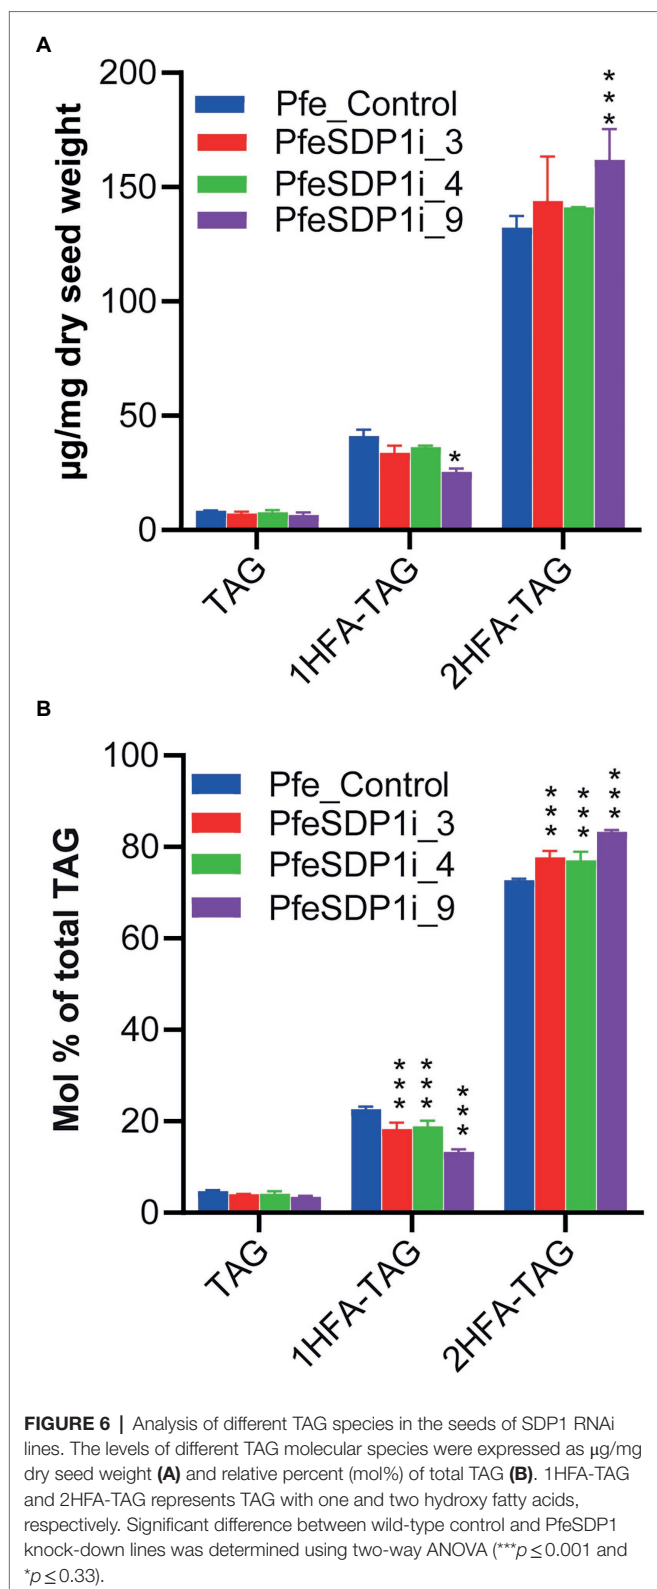 A
200
150
100
50
0
µg/mg dry seed weight
Pfe_Control
PfeSDP1i_3
PfeSDP1i_4
PfeSDP1i_9
*
***
TAG
1HFA-TAG
2HFA-TAG
B
100
80
60
40
20
0
Mol % of total TAG
Pfe_Control
PfeSDP1i_3
PfeSDP1i_4
PfeSDP1i_9
***
***
***
***
***
***
TAG
1HFA-TAG
2HFA-TAG
FIGURE 6 | Analysis of different TAG species in the seeds of SDP1 RNAi
lines. The levels of different TAG molecular species were expressed as µg/mg
dry seed weight (A) and relative percent (mol%) of total TAG (B). 1HFA-TAG
and 2HFA-TAG represents TAG with one and two hydroxy fatty acids,
respectively. Significant difference between wild-type control and PfeSDP1
knock-down lines was determined using two-way ANOVA (***p ≤ 0.001 and
*p ≤ 0.33).